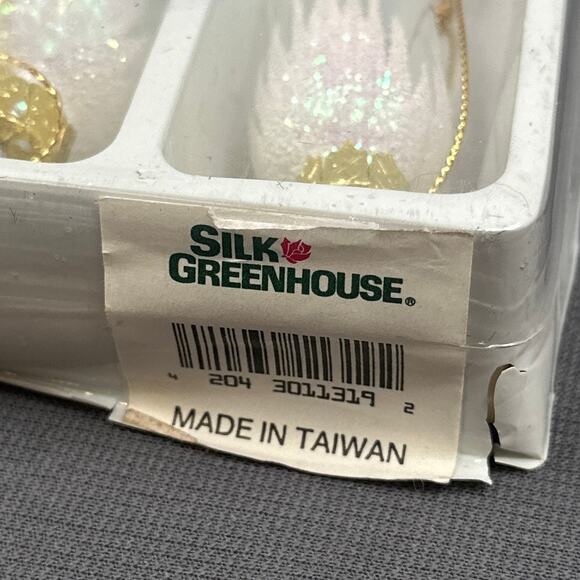 SILK
GREENHOUSE®
4 204 3011319 2
MADE IN TAIWAN